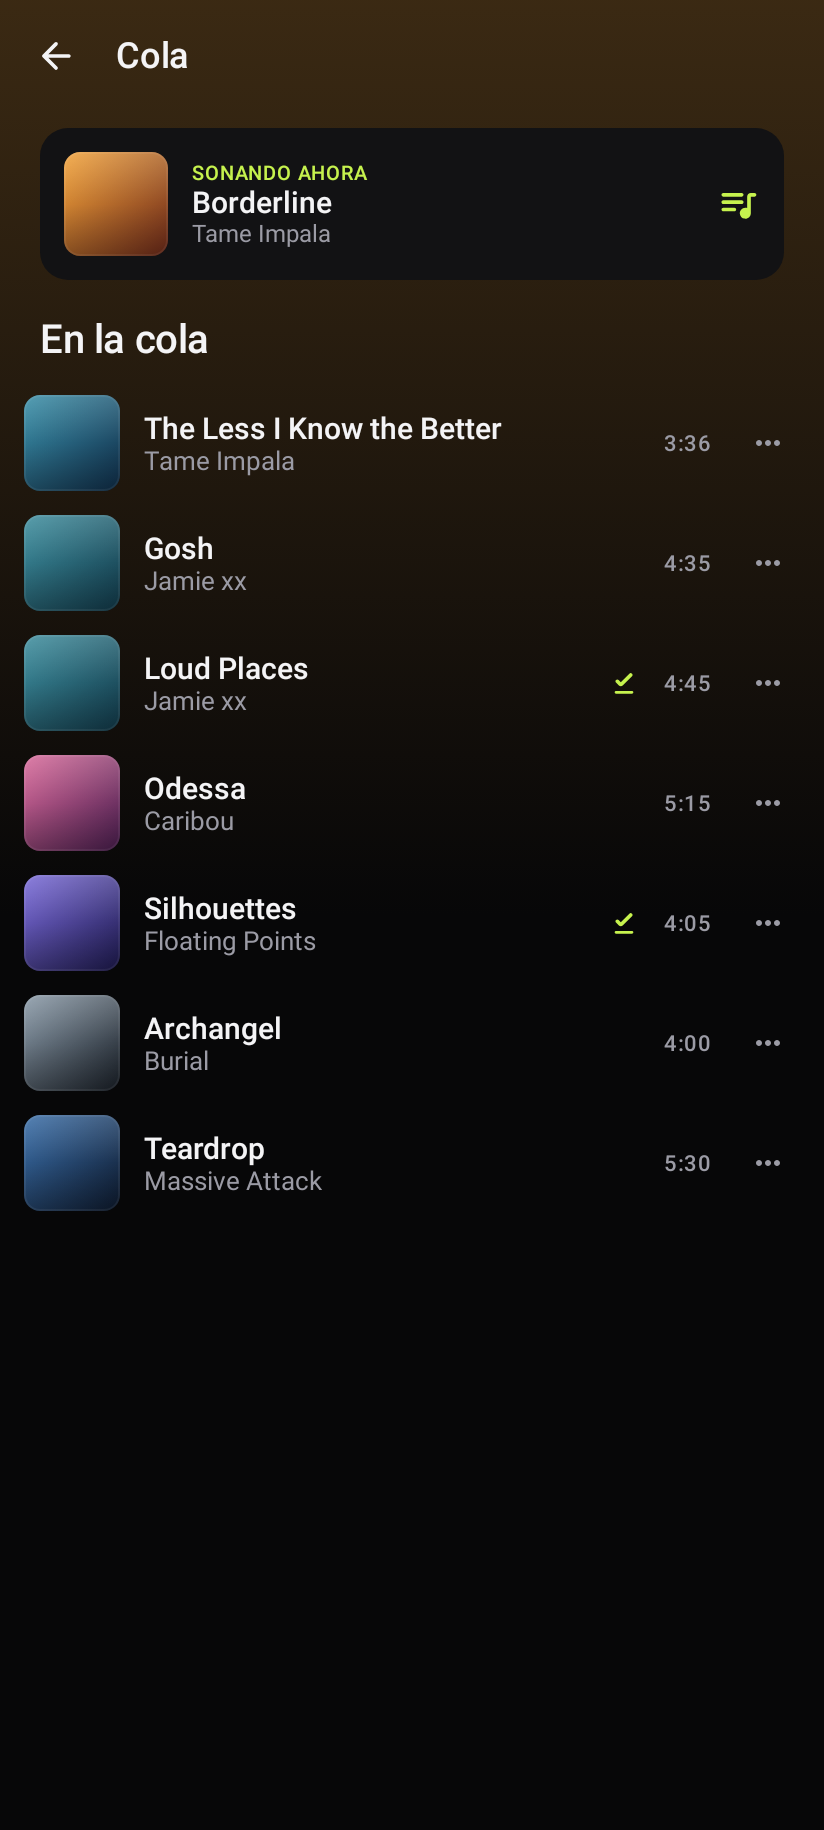 Cola
SONANDO AHORA
Borderline
Tame Impala
En la cola
The Less I Know the Better
Tame Impala
3:36
Gosh
Jamie xx
4:35
Loud Places
Jamie xx
4:45
Odessa
Caribou
5:15
Silhouettes
Floating Points
4:05
Archangel
Burial
4:00
Teardrop
Massive Attack
5:30